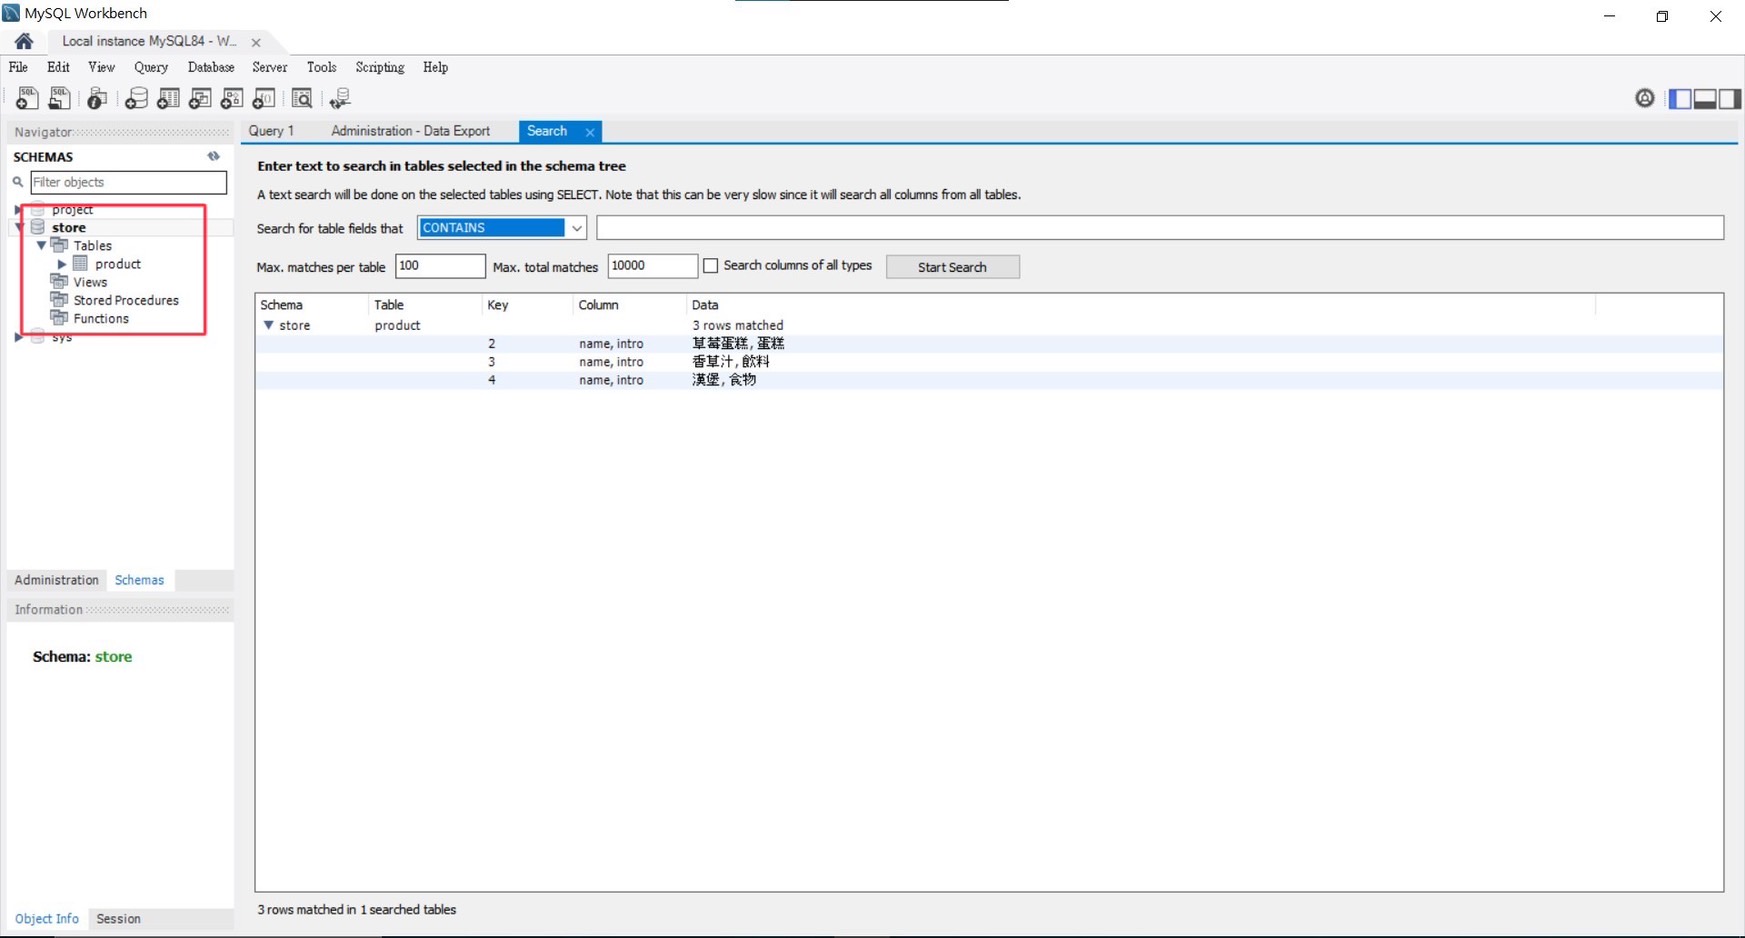 MySQL Workbench
Local instance MySQL84 - W... ×
File Edit View Query Database Server Tools Scripting Help
Navigator
SCHEMAS
Filter objects
project
store
Tables
product
Views
Stored Procedures
Functions
sys
Administration Schemas
Information
Schema: store
Object Info Session
Query 1 Administration - Data Export Search ×
Enter text to search in tables selected in the schema tree
A text search will be done on the selected tables using SELECT. Note that this can be very slow since it will search all columns from all tables.
Search for table fields that CONTAINS
Max. matches per table 100 Max. total matches 10000 Search columns of all types Start Search
Schema Table Key Column Data
store product 3 rows matched
2 name, intro 草莓蛋糕, 蛋糕
3 name, intro 香草汁, 飲料
4 name, intro 漢堡, 食物
3 rows matched in 1 searched tables